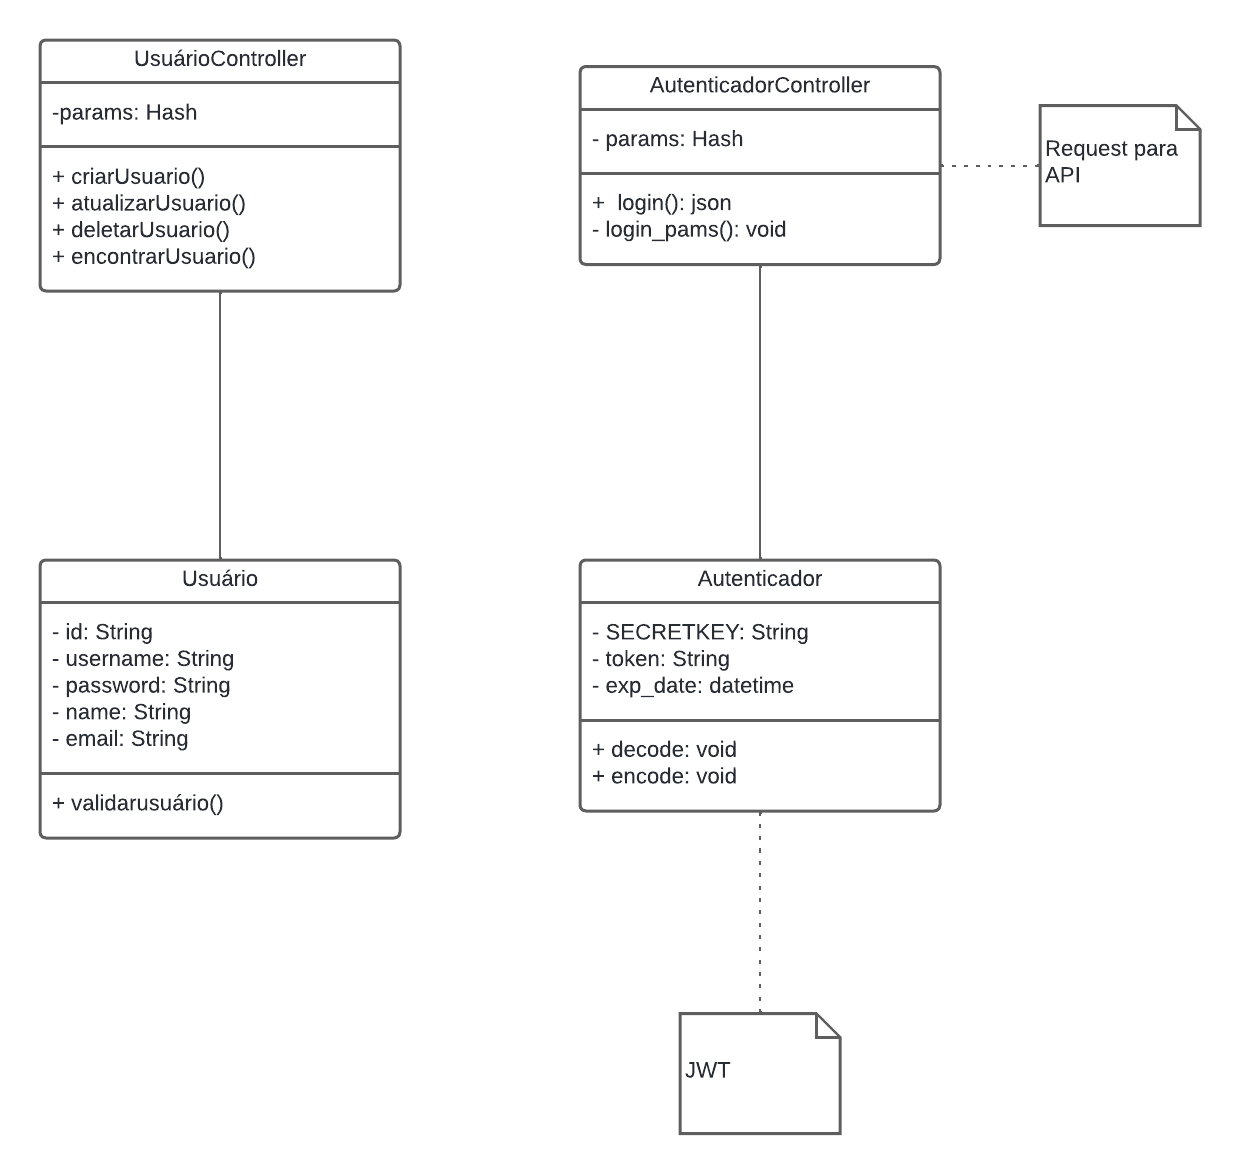 UsuárioController
-params: Hash
+ criarUsuario()
+ atualizarUsuario()
+ deletarUsuario()
+ encontrarUsuario()
AutenticadorController
- params: Hash
+  login(): json
- login_pams(): void
Request para
API
Usuário
- id: String
- username: String
- password: String
- name: String
- email: String
+ validarusuário()
Autenticador
- SECRETKEY: String
- token: String
- exp_date: datetime
+ decode: void
+ encode: void
JWT